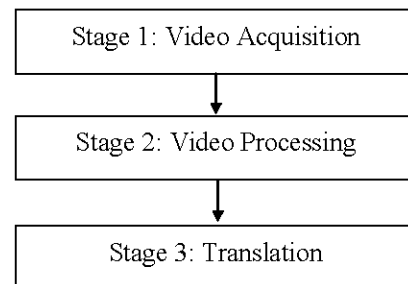 Stage 1: Video Acquisition
Stage 2: Video Processing
Stage 3: Translation